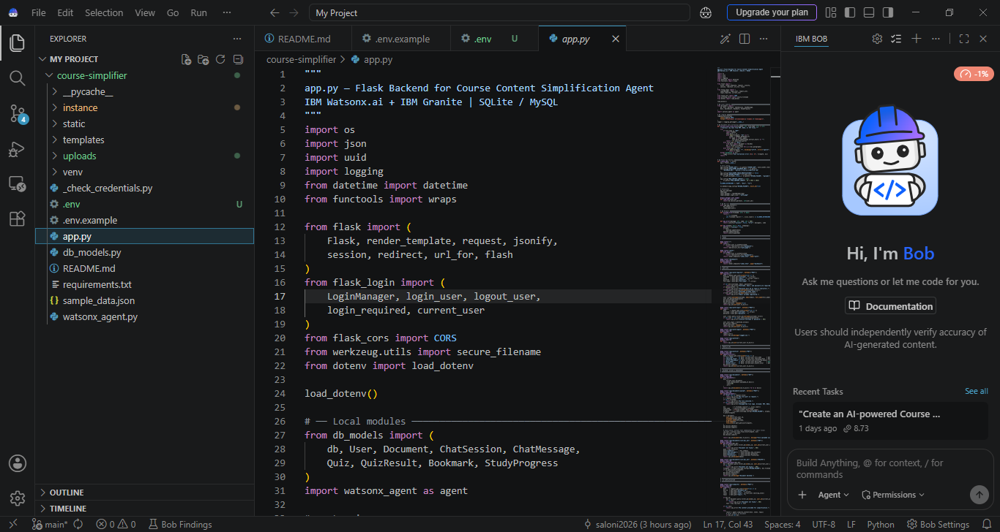 File Edit Selection View Go Run ···
My Project
Upgrade your plan
EXPLORER
MY PROJECT
course-simplifier
__pycache__
instance
static
templates
uploads
venv
_check_credentials.py
.env U
.env.example
app.py
db_models.py
README.md
requirements.txt
sample_data.json
watsonx_agent.py
OUTLINE
TIMELINE
4
README.md
.env.example
.env U
app.py
course-simplifier > app.py
1 """
2 app.py — Flask Backend for Course Content Simplification Agent
3 IBM Watsonx.ai + IBM Granite | SQLite / MySQL
4 """
5 import os
6 import json
7 import uuid
8 import logging
9 from datetime import datetime
10 from functools import wraps
11
12 from flask import (
13 Flask, render_template, request, jsonify,
14 session, redirect, url_for, flash
15 )
16 from flask_login import (
17 LoginManager, login_user, logout_user,
18 login_required, current_user
19 )
20 from flask_cors import CORS
21 from werkzeug.utils import secure_filename
22 from dotenv import load_dotenv
23
24 load_dotenv()
25
26 # ── Local modules ──────────────────────────
27 from db_models import (
28 db, User, Document, ChatSession, ChatMessage,
29 Quiz, QuizResult, Bookmark, StudyProgress
30 )
31 import watsonx_agent as agent
32
IBM BOB
-1%
Hi, I'm Bob
Ask me questions or let me code for you.
Documentation
Users should independently verify accuracy of
AI-generated content.
Recent Tasks See all
"Create an AI-powered Course ...
1 days ago 8.73
Build Anything, @ for context, / for
commands
Agent
Permissions
main* 0 0 Bob Findings
saloni2026 (3 hours ago) Ln 17, Col 43 Spaces: 4 UTF-8 LF Python Bob Settings